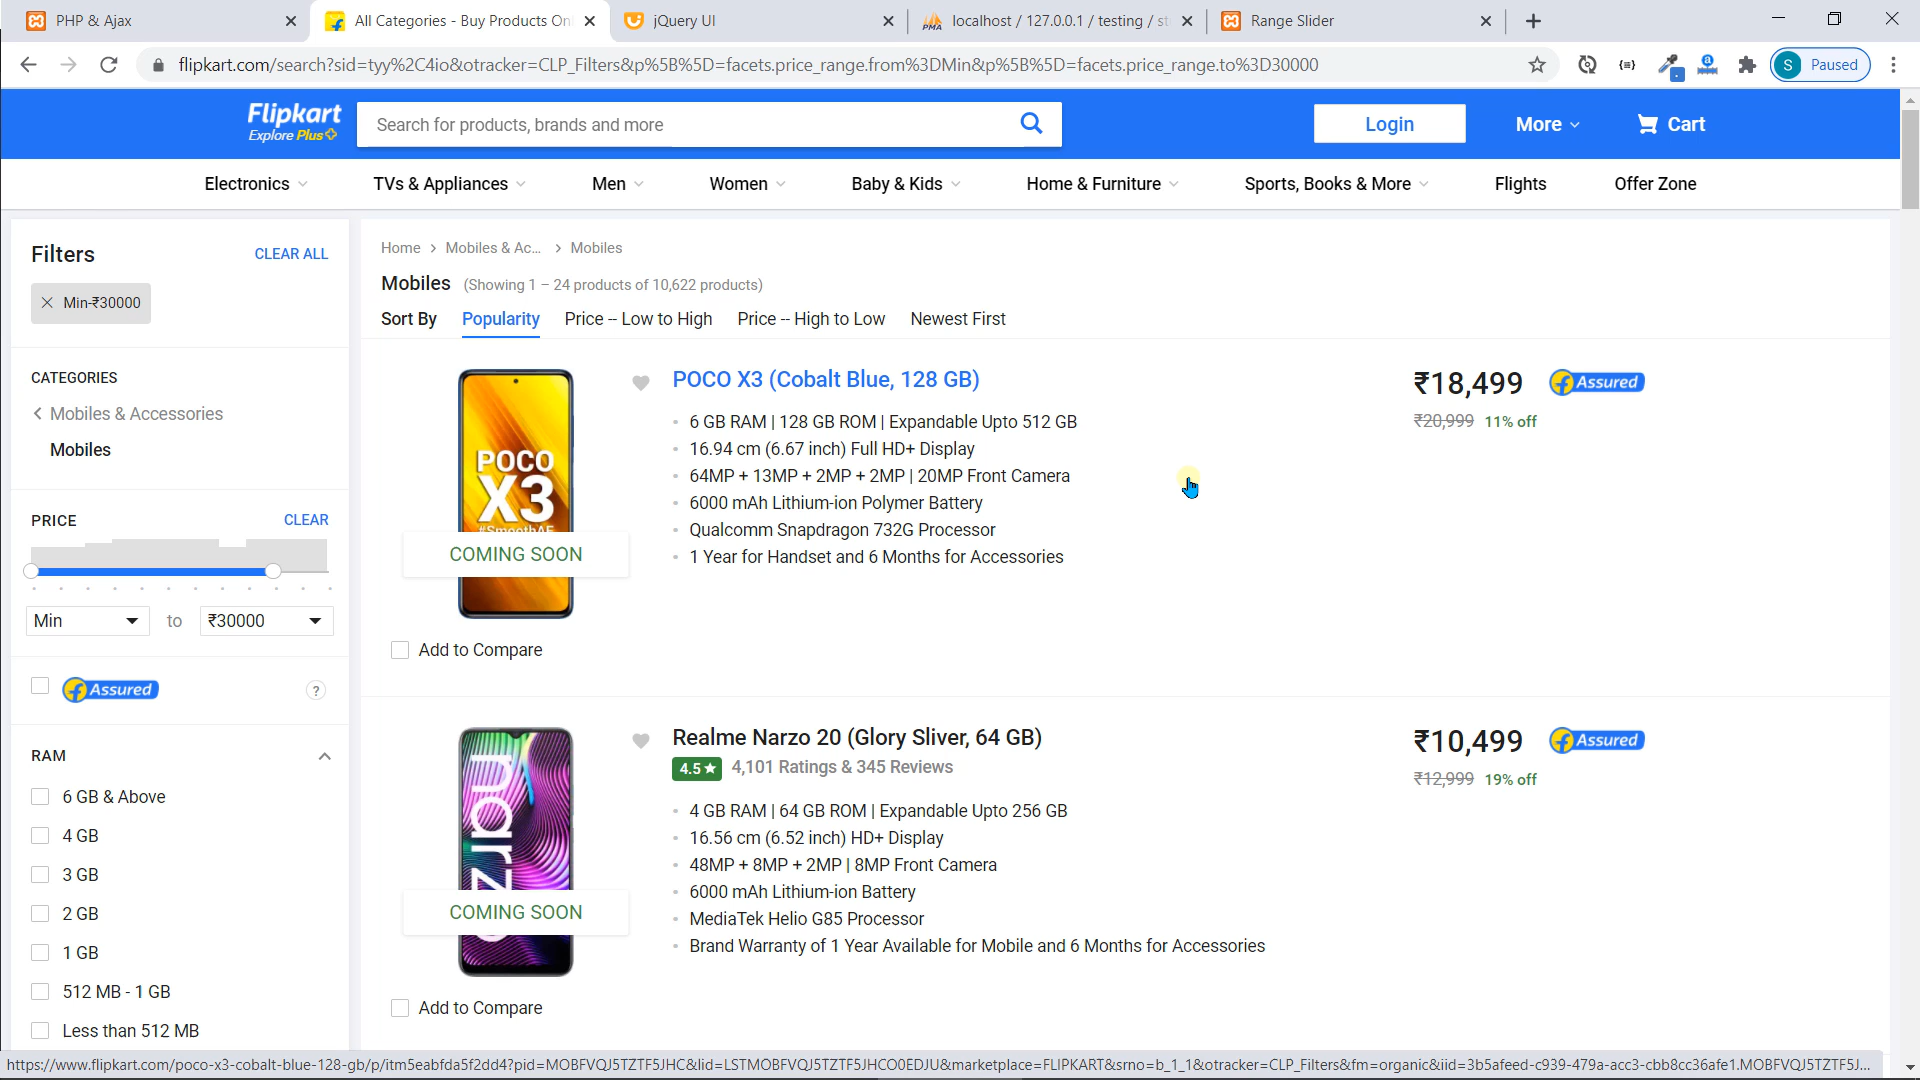 PHP & Ajax
All Categories - Buy Products On
jQuery UI
localhost / 127.0.0.1 / testing / st
Range Slider
flipkart.com/search?sid=tyy%2C4io&otracker=CLP_Filters&p%5B%5D=facets.price_range.from%3DMin&p%5B%5D=facets.price_range.to%3D30000
S Paused
Flipkart
Explore Plus
Search for products, brands and more
Login
More
Cart
Electronics
TVs & Appliances
Men
Women
Baby & Kids
Home & Furniture
Sports, Books & More
Flights
Offer Zone
Filters
CLEAR ALL
Min-₹30000
CATEGORIES
Mobiles & Accessories
Mobiles
PRICE
CLEAR
Min to ₹30000
Assured
?
RAM
6 GB & Above
4 GB
3 GB
2 GB
1 GB
512 MB - 1 GB
Less than 512 MB
Home > Mobiles & Ac... > Mobiles
Mobiles (Showing 1 – 24 products of 10,622 products)
Sort By Popularity Price -- Low to High Price -- High to Low Newest First
POCO
X3
#SmoothAF
COMING SOON
Add to Compare
POCO X3 (Cobalt Blue, 128 GB)
6 GB RAM | 128 GB ROM | Expandable Upto 512 GB
16.94 cm (6.67 inch) Full HD+ Display
64MP + 13MP + 2MP + 2MP | 20MP Front Camera
6000 mAh Lithium-ion Polymer Battery
Qualcomm Snapdragon 732G Processor
1 Year for Handset and 6 Months for Accessories
₹18,499 Assured
₹20,999 11% off
COMING SOON
Add to Compare
Realme Narzo 20 (Glory Sliver, 64 GB)
4.5★ 4,101 Ratings & 345 Reviews
4 GB RAM | 64 GB ROM | Expandable Upto 256 GB
16.56 cm (6.52 inch) HD+ Display
48MP + 8MP + 2MP | 8MP Front Camera
6000 mAh Lithium-ion Battery
MediaTek Helio G85 Processor
Brand Warranty of 1 Year Available for Mobile and 6 Months for Accessories
₹10,499 Assured
₹12,999 19% off
https://www.flipkart.com/poco-x3-cobalt-blue-128-gb/p/itm5eabfda5f2dd4?pid=MOBFVQJ5TZTF5JHC&lid=LSTMOBFVQJ5TZTF5JHCO0EDJU&marketplace=FLIPKART&srno=b_1_1&otracker=CLP_Filters&fm=organic&iid=3b5afeed-c939-479a-acc3-cbb8cc36afe1.MOBFVQJ5TZTF5J...